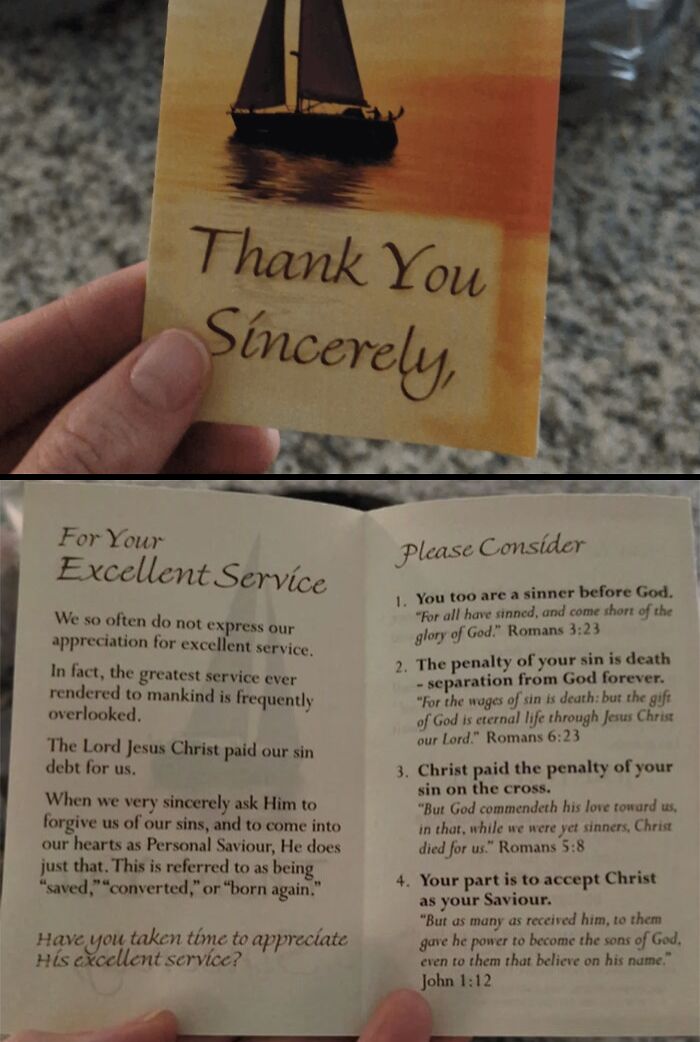 Thank You
Sincerely,
For Your
Excellent Service
We so often do not express our
appreciation for excellent service.
In fact, the greatest service ever
rendered to mankind is frequently
overlooked.
The Lord Jesus Christ paid our sin
debt for us.
When we very sincerely ask Him to
forgive us of our sins, and to come into
our hearts as Personal Saviour, He does
just that. This is referred to as being
“saved,” “converted,” or “born again.”
Have you taken time to appreciate
His excellent service?
Please Consider
1. You too are a sinner before God.
“For all have sinned, and come short of the
glory of God.” Romans 3:23
2. The penalty of your sin is death
– separation from God forever.
“For the wages of sin is death: but the gift
of God is eternal life through Jesus Christ
our Lord.” Romans 6:23
3. Christ paid the penalty of your
sin on the cross.
“But God commendeth his love toward us,
in that, while we were yet sinners, Christ
died for us.” Romans 5:8
4. Your part is to accept Christ
as your Saviour.
“But as many as received him, to them
gave he power to become the sons of God,
even to them that believe on his name.”
John 1:12